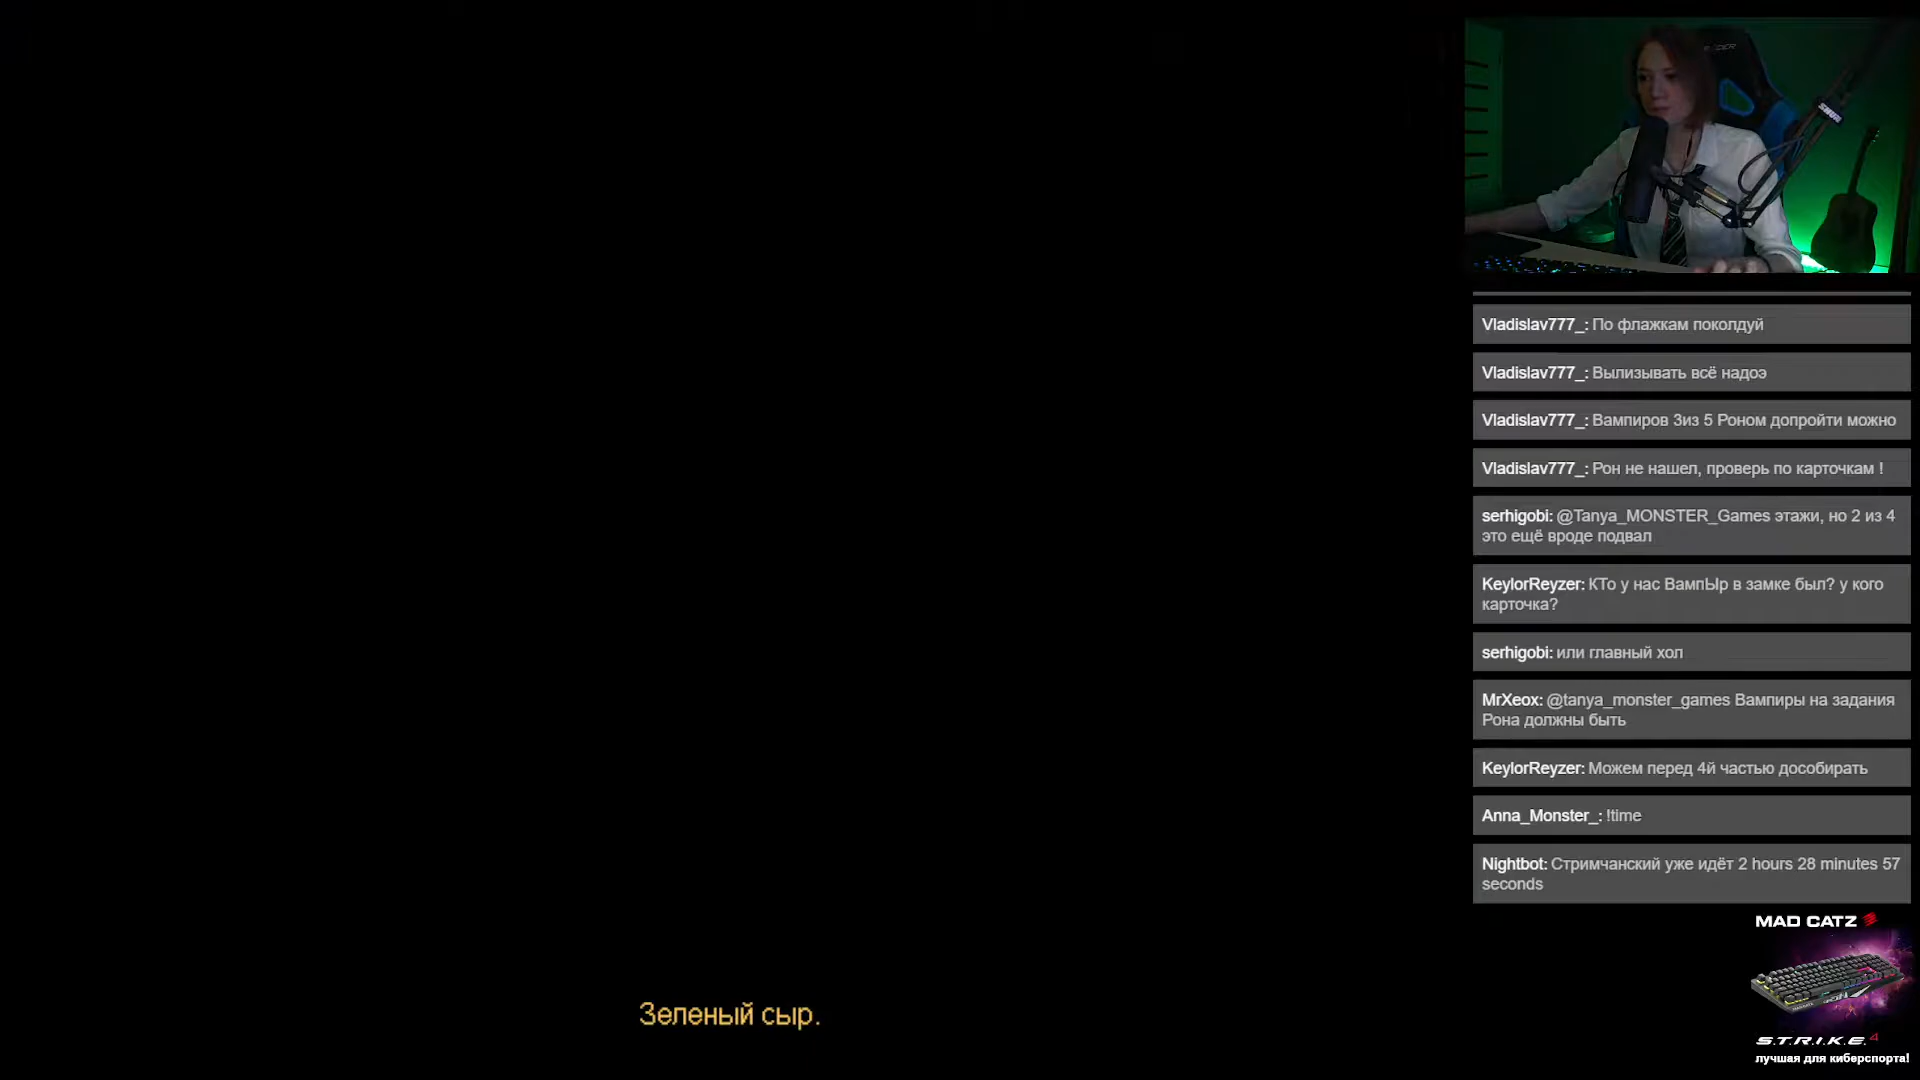 Vladislav777_: По флажкам поколдуй
Vladislav777_: Вылизывать всё надоэ
Vladislav777_: Вампиров 3из 5 Роном допройти можно
Vladislav777_: Рон не нашел, проверь по карточкам !
serhigobi: @Tanya_MONSTER_Games этажи, но 2 из 4
это ещё вроде подвал
KeylorReyzer: КТо у нас ВампЫр в замке был? у кого
карточка?
serhigobi: или главный хол
MrXeox: @tanya_monster_games Вампиры на задания
Рона должны быть
KeylorReyzer: Можем перед 4й частью дособирать
Anna_Monster_: !time
Nightbot: Стримчанский уже идёт 2 hours 28 minutes 57
seconds
MAD CATZ
S.T.R.I.K.E. 4
лучшая для киберспорта!
Зеленый сыр.